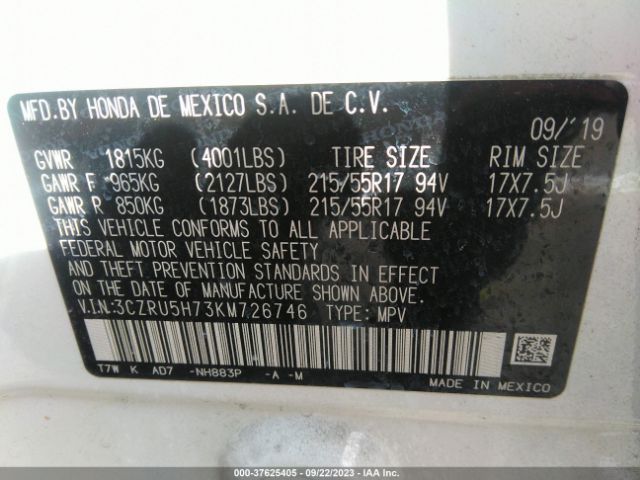 MFD.BY HONDA DE MEXICO S.A. DE C.V.
09/'19
GVWR 1815KG (4001LBS) TIRE SIZE RIM SIZE
GAWR F 965KG (2127LBS) 215/55R17 94V 17X7.5J
GAWR R 850KG (1873LBS) 215/55R17 94V 17X7.5J
THIS VEHICLE CONFORMS TO ALL APPLICABLE
FEDERAL MOTOR VEHICLE SAFETY
AND THEFT PREVENTION STANDARDS IN EFFECT
ON THE DATE OF MANUFACTURE SHOWN ABOVE.
V.I.N:3CZRU5H73KM726746 TYPE: MPV
T7W K AD7 -NH883P -A -M
MADE IN MEXICO
000-37625405 - 09/22/2023 - IAA Inc.